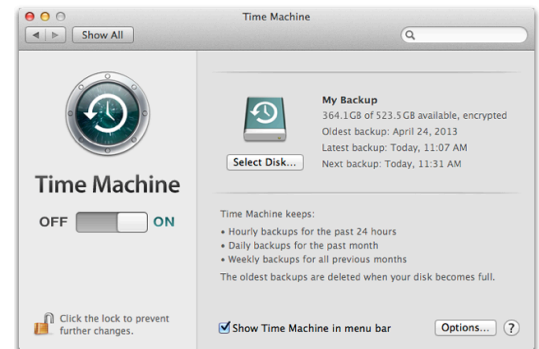 Time Machine
Show All
My Backup
364.1GB of 523.5GB available, encrypted
Oldest backup: April 24, 2013
Latest backup: Today, 11:07 AM
Next backup: Today, 11:31 AM
Select Disk...
Time Machine
OFF ON
Time Machine keeps:
• Hourly backups for the past 24 hours
• Daily backups for the past month
• Weekly backups for all previous months
The oldest backups are deleted when your disk becomes full.
Click the lock to prevent
further changes.
Show Time Machine in menu bar
Options... ?